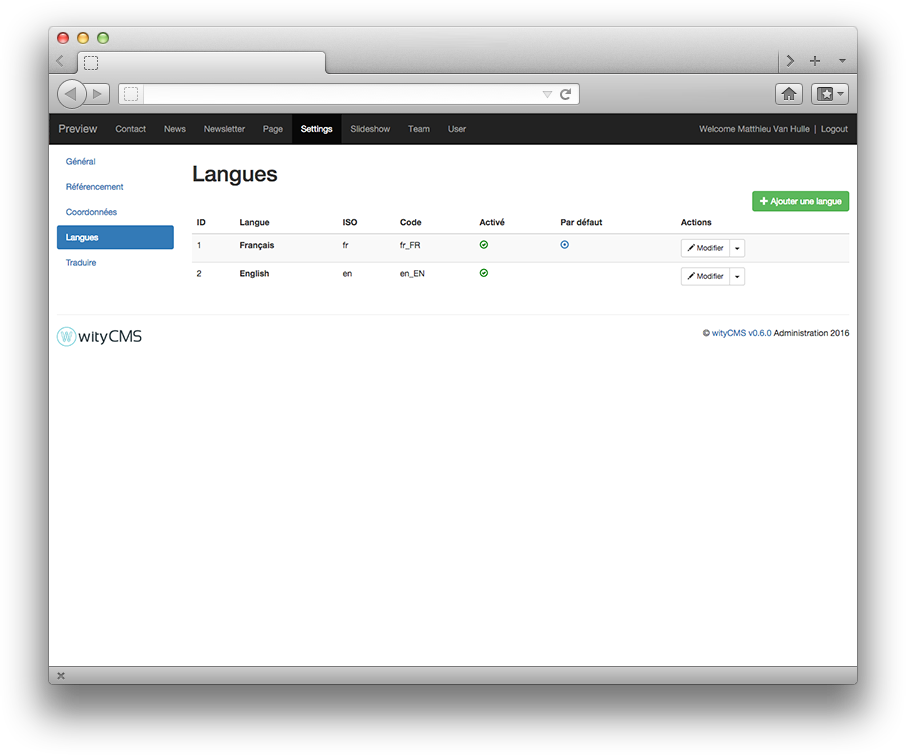 Preview Contact News Newsletter Page Settings Slideshow Team User Welcome Matthieu Van Hulle | Logout
Général
Référencement
Coordonnées
Langues
Traduire
Langues
Ajouter une langue
ID Langue ISO Code Activé Par défaut Actions
1 Français fr fr_FR Modifier
2 English en en_EN Modifier
W wityCMS
© wityCMS v0.6.0 Administration 2016